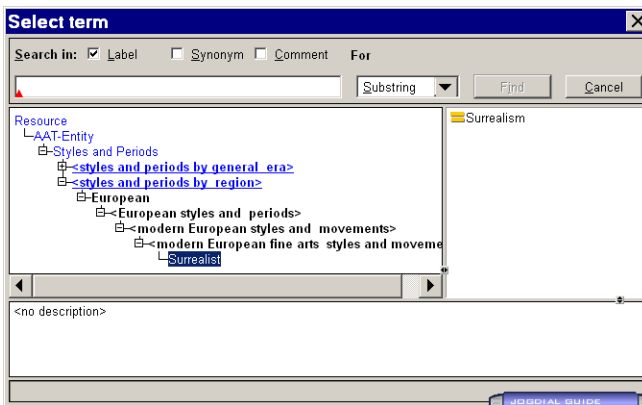 Select term
Search in: Label Synonym Comment For
Substring Find Cancel
Resource
AAT-Entity
Styles and Periods
<styles and periods by general era>
<styles and periods by region>
European
<European styles and periods>
<modern European styles and movements>
<modern European fine arts styles and moveme
Surrealist
Surrealism
<no description>
JOGDIAL GUIDE